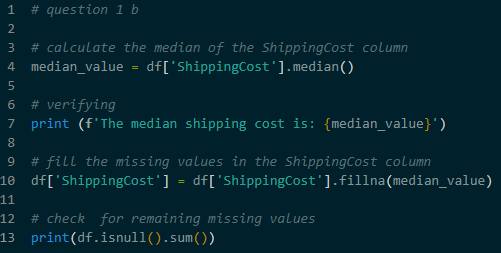 1 # question 1 b
2
3 # calculate the median of the ShippingCost column
4 median_value = df['ShippingCost'].median()
5
6 # verifying
7 print (f'The median shipping cost is: {median_value}')
8
9 # fill the missing values in the ShippingCost column
10 df['ShippingCost'] = df['ShippingCost'].fillna(median_value)
11
12 # check  for remaining missing values
13 print(df.isnull().sum())